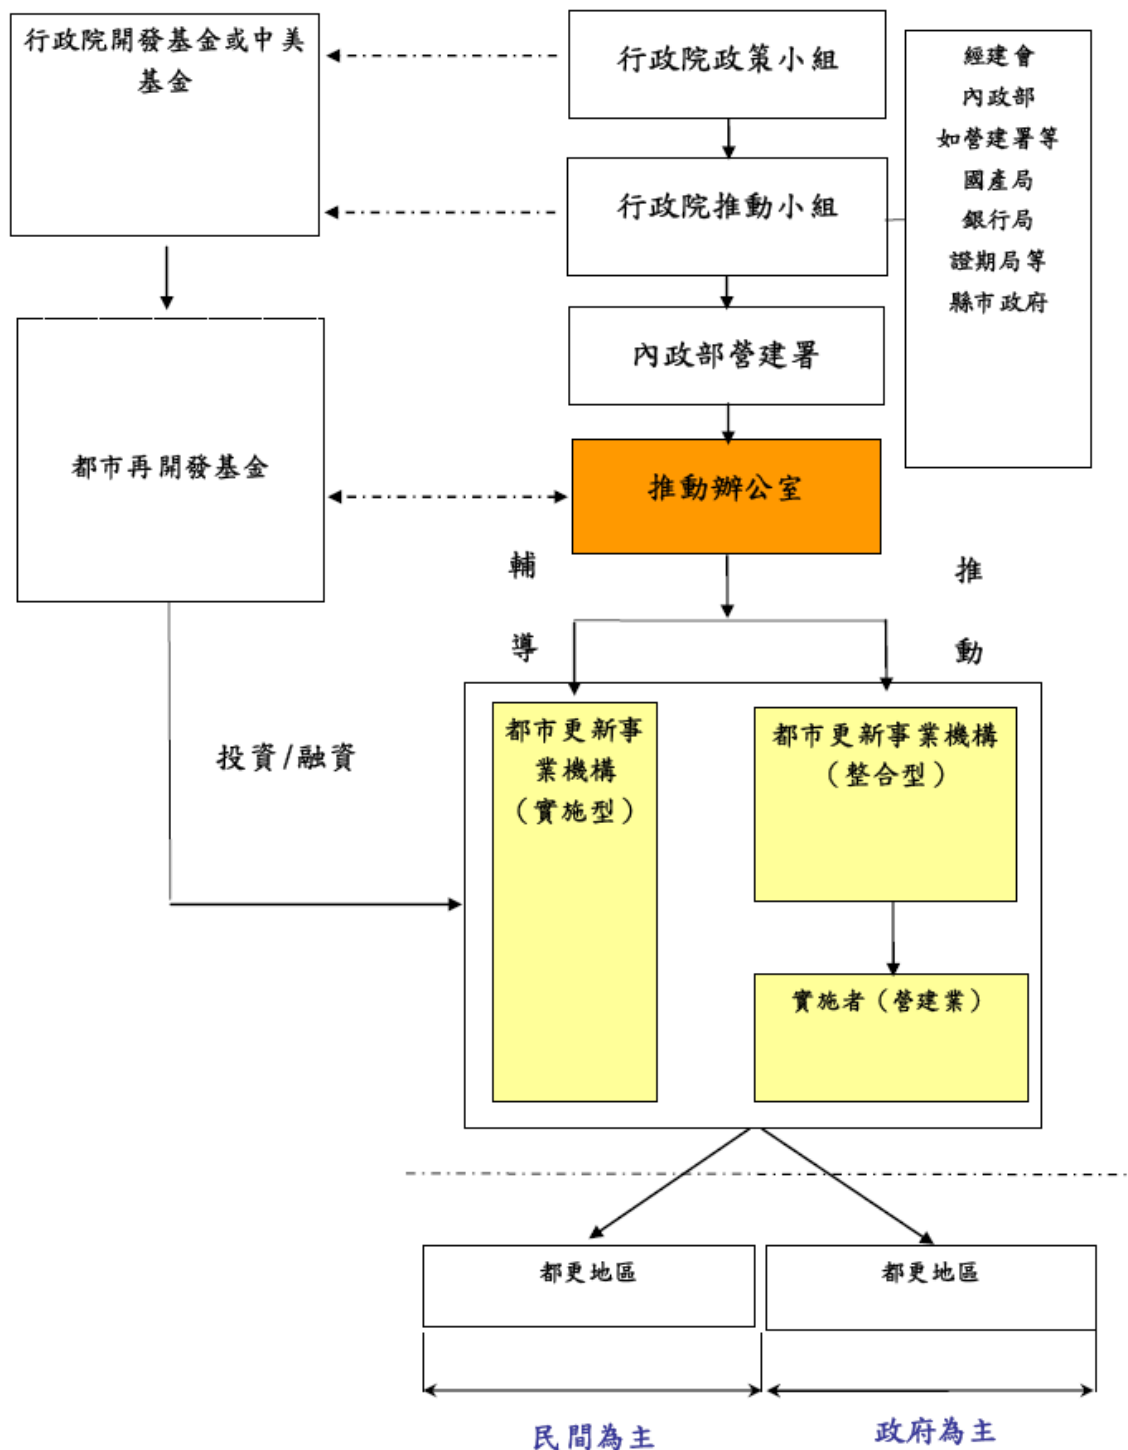 行政院開發基金或中美
基金
行政院政策小組
經建會
內政部
如營建署等
國產局
銀行局
證期局等
縣市政府
行政院推動小組
內政部營建署
都市再開發基金
推動辦公室
輔
導
推
動
投資/融資
都市更新事
業機構
（實施型）
都市更新事業機構
（整合型）
實施者（營建業）
都更地區
都更地區
民間為主
政府為主